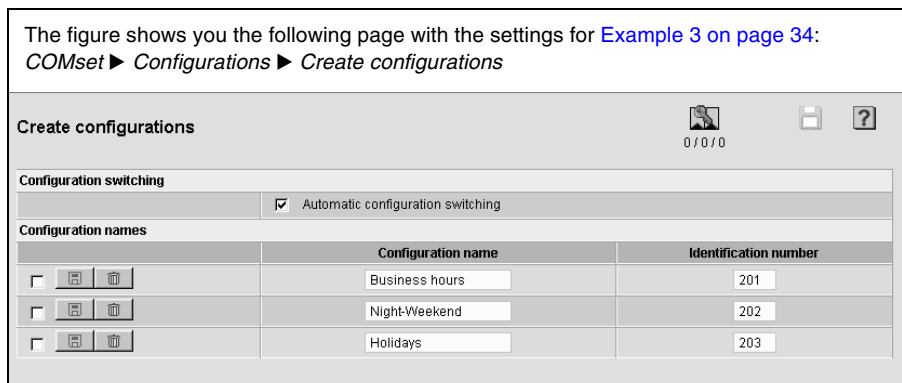 The figure shows you the following page with the settings for Example 3 on page 34:
COMset ▶ Configurations ▶ Create configurations
Create configurations
0 / 0 / 0
?
Configuration switching
Automatic configuration switching
Configuration names
Configuration name Identification number
Business hours 201
Night-Weekend 202
Holidays 203